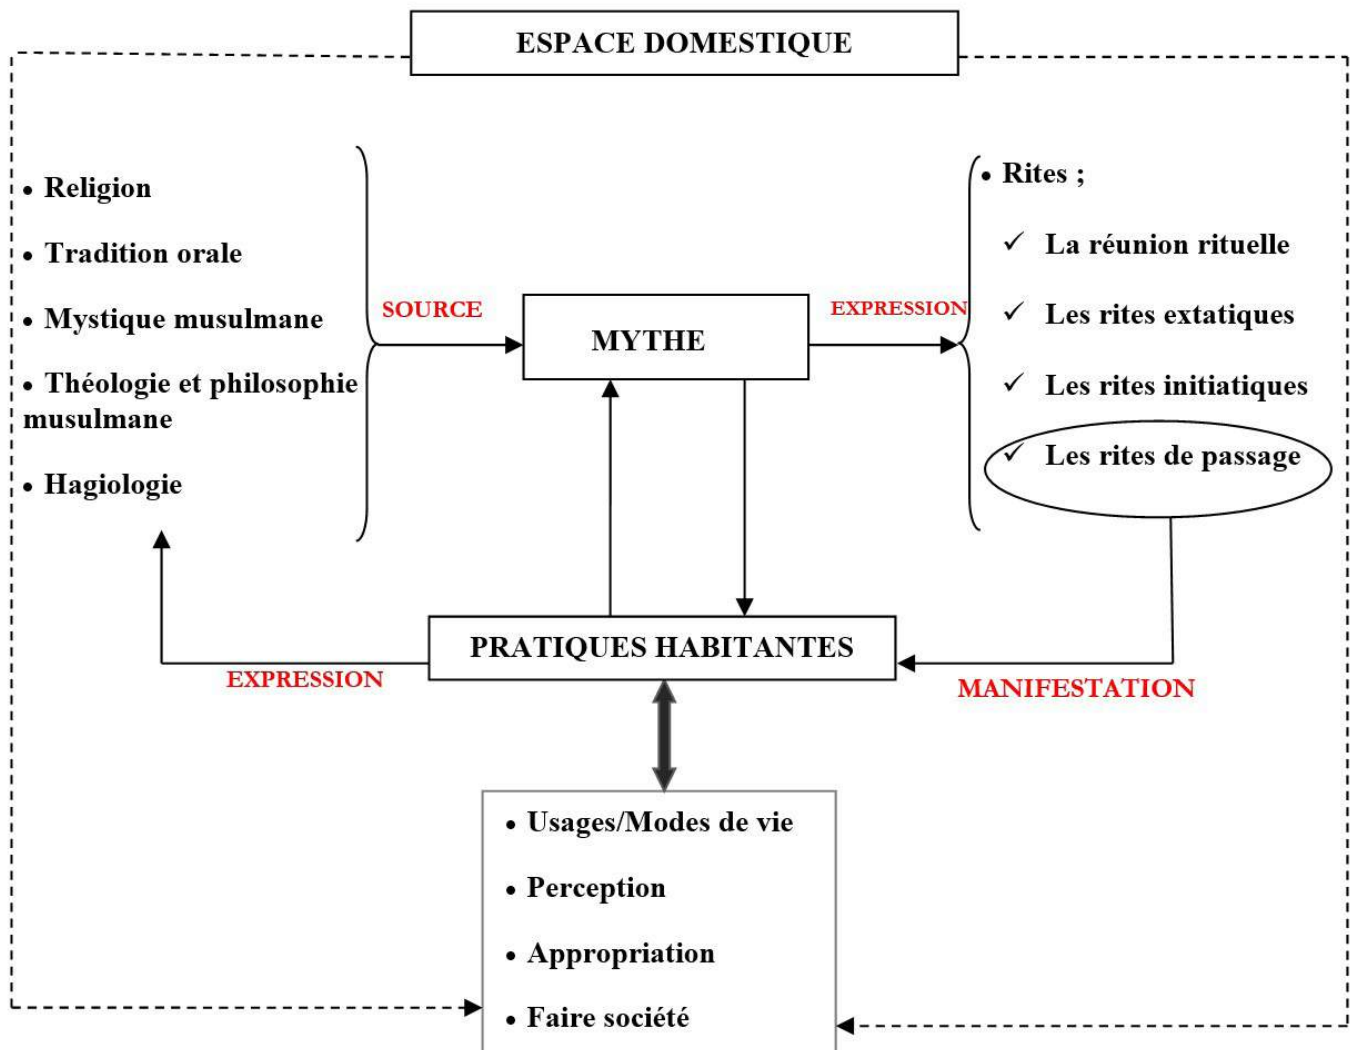 ESPACE DOMESTIQUE
• Religion
• Tradition orale
• Mystique musulmane
• Théologie et philosophie
musulmane
• Hagiologie
SOURCE
MYTHE
EXPRESSION
• Rites ;
✓ La réunion rituelle
✓ Les rites extatiques
✓ Les rites initiatiques
✓ Les rites de passage
PRATIQUES HABITANTES
EXPRESSION
MANIFESTATION
• Usages/Modes de vie
• Perception
• Appropriation
• Faire société